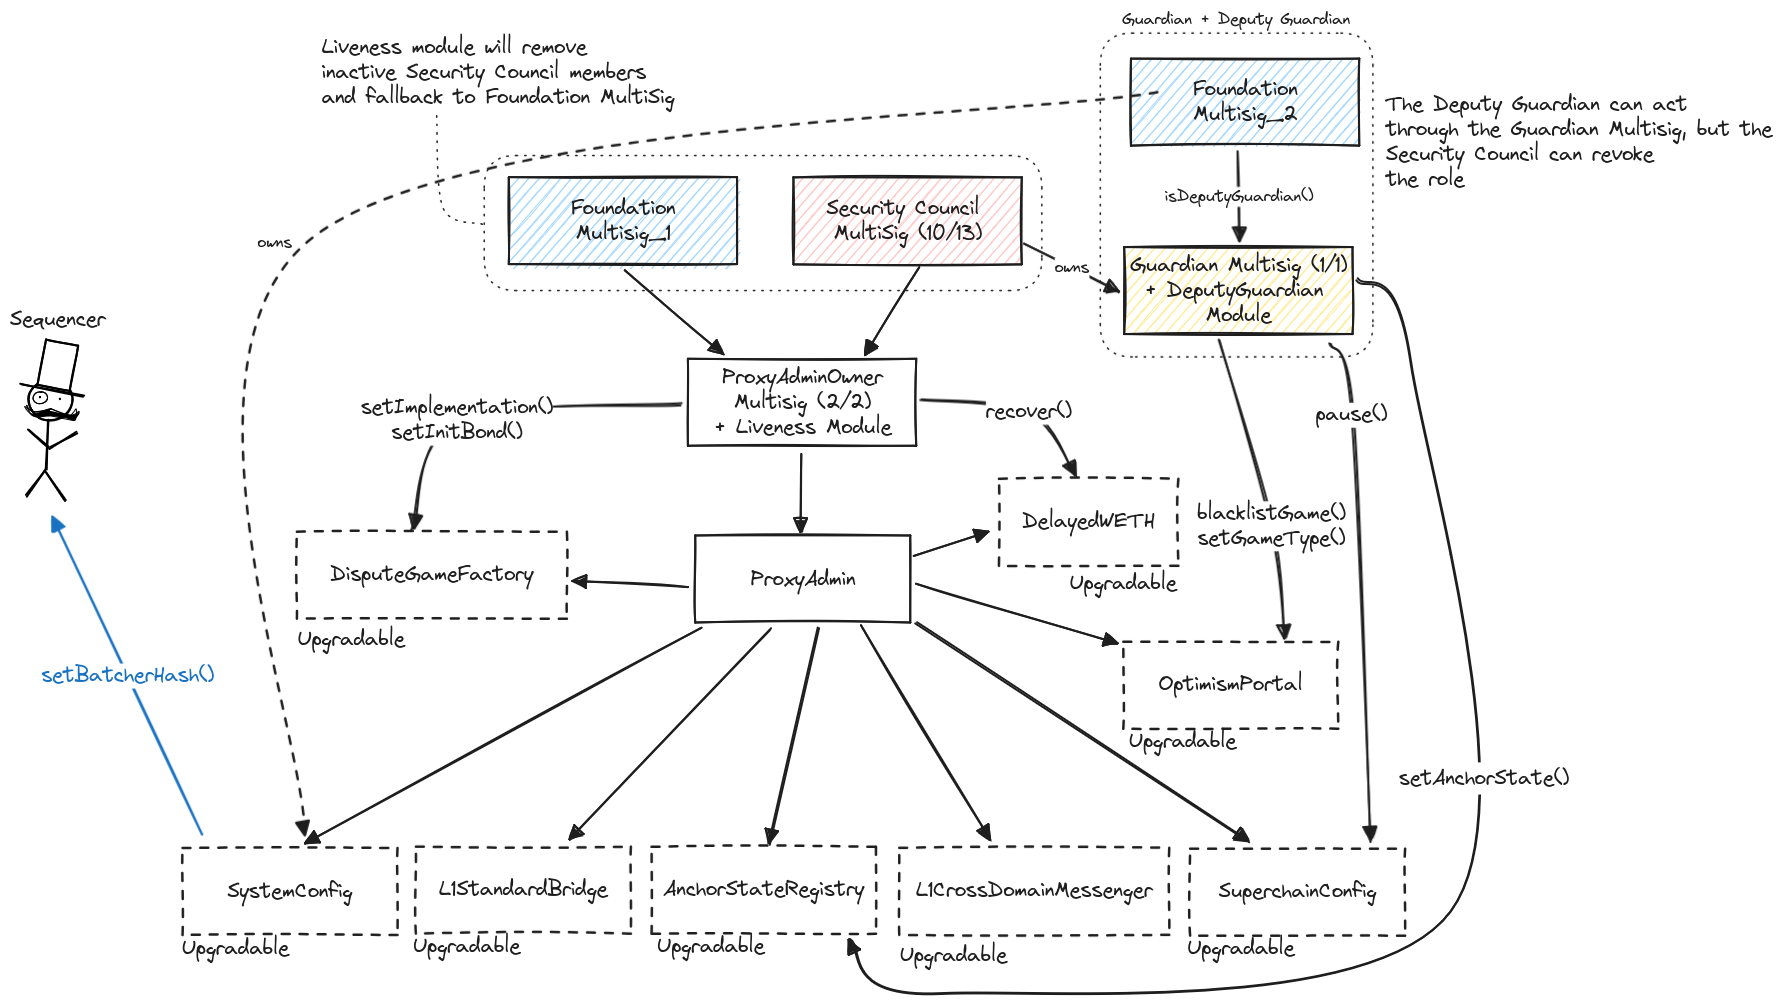 Guardian + Deputy Guardian
Liveness module will remove
inactive Security Council members
and fallback to Foundation MultiSig
Foundation
Multisig_2
The Deputy Guardian can act
through the Guardian Multisig, but the
Security Council can revoke
the role
isDeputyGuardian()
Foundation
Multisig_1
Security Council
MultiSig (10/13)
owns
owns
Guardian Multisig (1/1)
+ DeputyGuardian
Module
Sequencer
ProxyAdminOwner
Multisig (2/2)
+ Liveness Module
setImplementation()
setInitBond()
recover()
pause()
blacklistGame()
setGameType()
DelayedWETH
Upgradable
DisputeGameFactory
Upgradable
ProxyAdmin
OptimismPortal
Upgradable
setBatcherHash()
setAnchorState()
SystemConfig
Upgradable
L1StandardBridge
Upgradable
AnchorStateRegistry
Upgradable
L1CrossDomainMessenger
Upgradable
SuperchainConfig
Upgradable